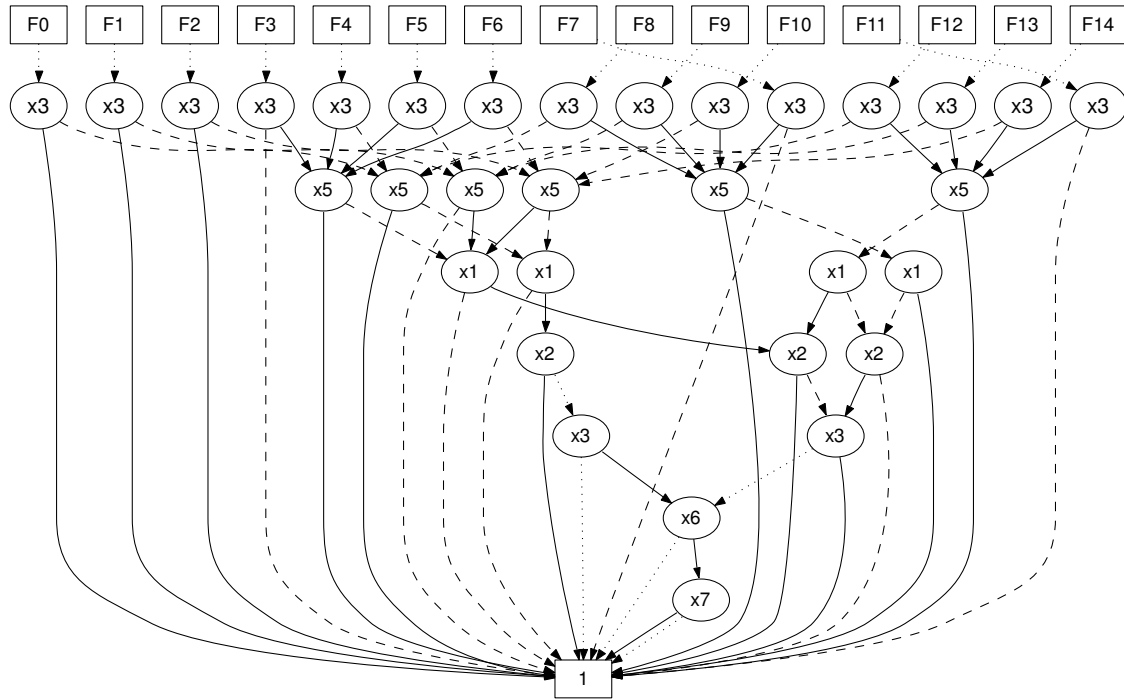 F0 F1 F2 F3 F4 F5 F6 F7 F8 F9 F10 F11 F12 F13 F14
x3 x3 x3 x3 x3 x3 x3 x3 x3 x3 x3 x3 x3 x3 x3
x5 x5 x5 x5 x5 x5
x1 x1 x1 x1
x2 x2 x2
x3 x3
x6
x7
1